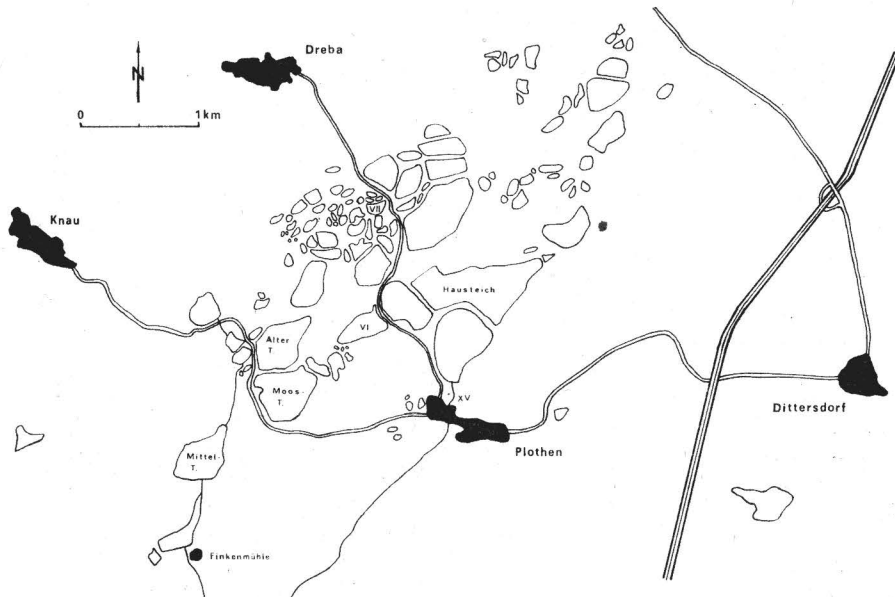 Dreba
N
0
1km
Knau
VII
Hausteich
VI
Alter
T.
Moos-
T.
XV
Dittersdorf
Plothen
Mittel-
T.
Finkenmühle